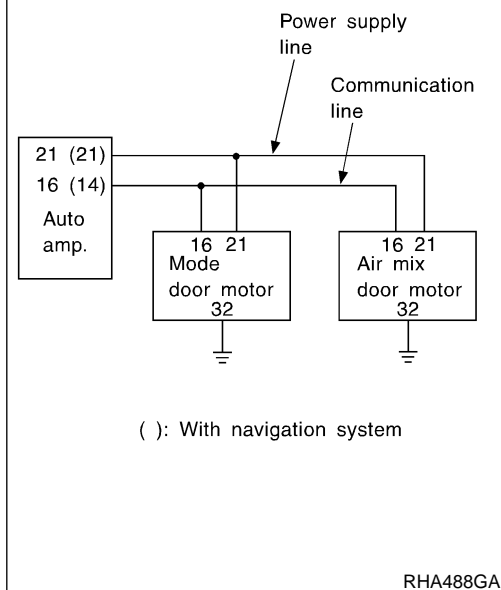 Power supply
line
Communication
line
21 (21)
16 (14)
Auto
amp.
16 21
Mode
door motor
32
16 21
Air mix
door motor
32
( ): With navigation system
RHA488GA